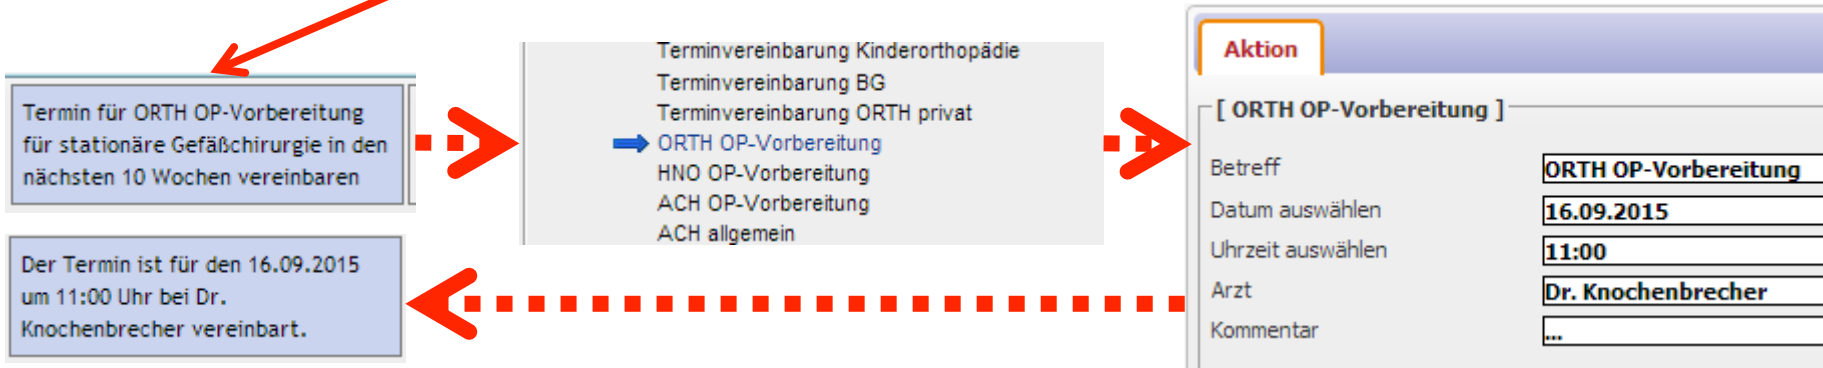 Termin für ORTH OP-Vorbereitung
für stationäre Gefäßchirurgie in den
nächsten 10 Wochen vereinbaren
Der Termin ist für den 16.09.2015
um 11:00 Uhr bei Dr.
Knochenbrecher vereinbart.
Terminvereinbarung Kinderorthopädie
Terminvereinbarung BG
Terminvereinbarung ORTH privat
ORTH OP-Vorbereitung
HNO OP-Vorbereitung
ACH OP-Vorbereitung
ACH allgemein
Aktion
[ ORTH OP-Vorbereitung ]
Betreff ORTH OP-Vorbereitung
Datum auswählen 16.09.2015
Uhrzeit auswählen 11:00
Arzt Dr. Knochenbrecher
Kommentar ...